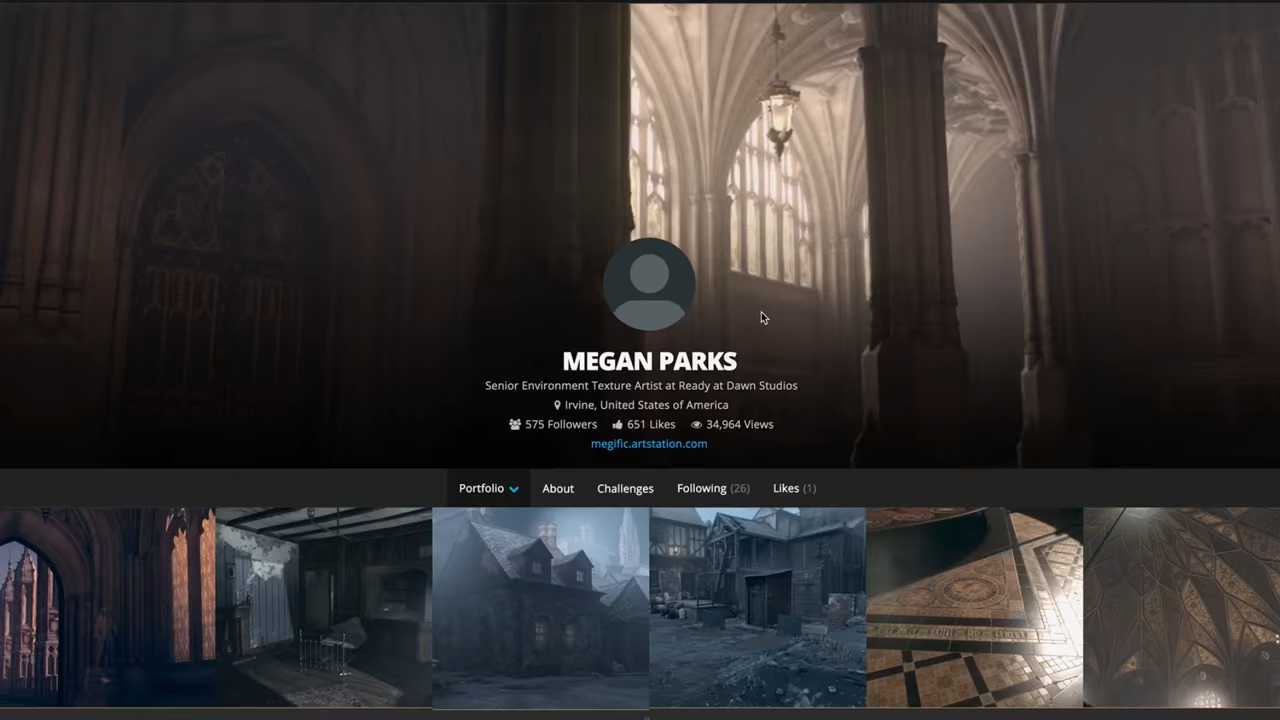 MEGAN PARKS
Senior Environment Texture Artist at Ready at Dawn Studios
Irvine, United States of America
575 Followers 651 Likes 34,964 Views
megific.artstation.com
Portfolio About Challenges Following (26) Likes (1)